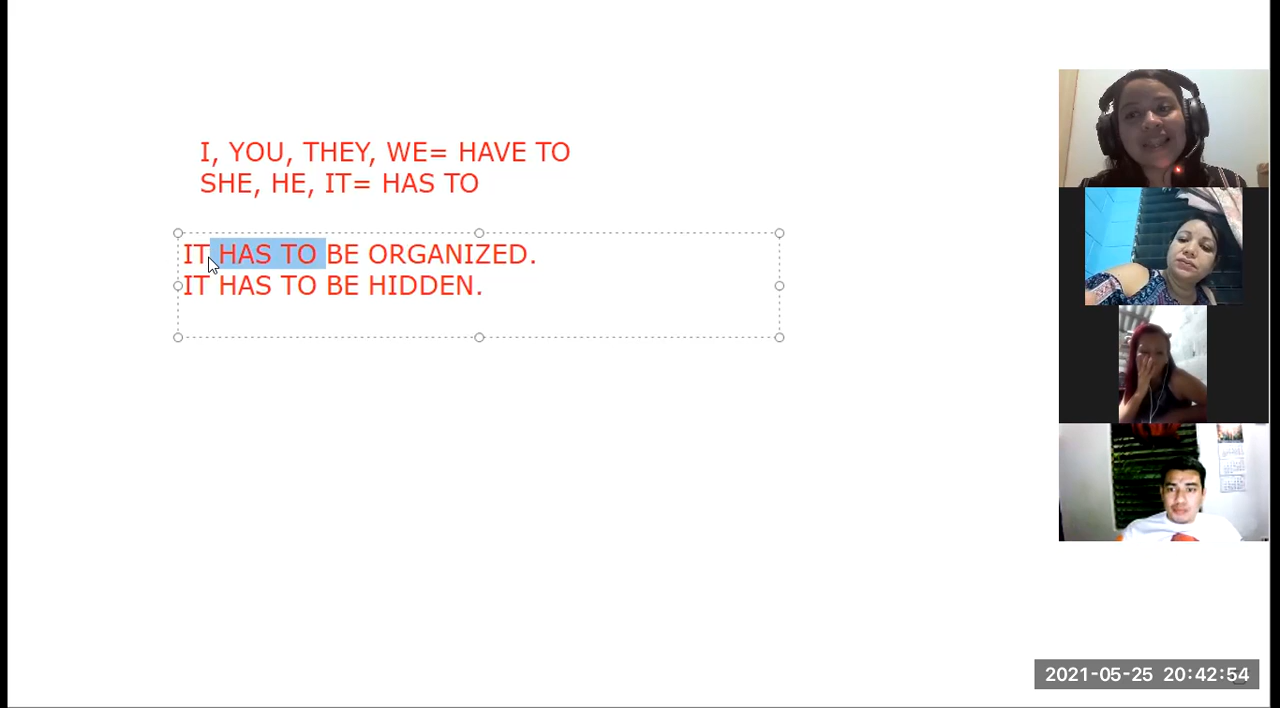 I, YOU, THEY, WE= HAVE TO
SHE, HE, IT= HAS TO
IT HAS TO BE ORGANIZED.
IT HAS TO BE HIDDEN.
2021-05-25 20:42:54